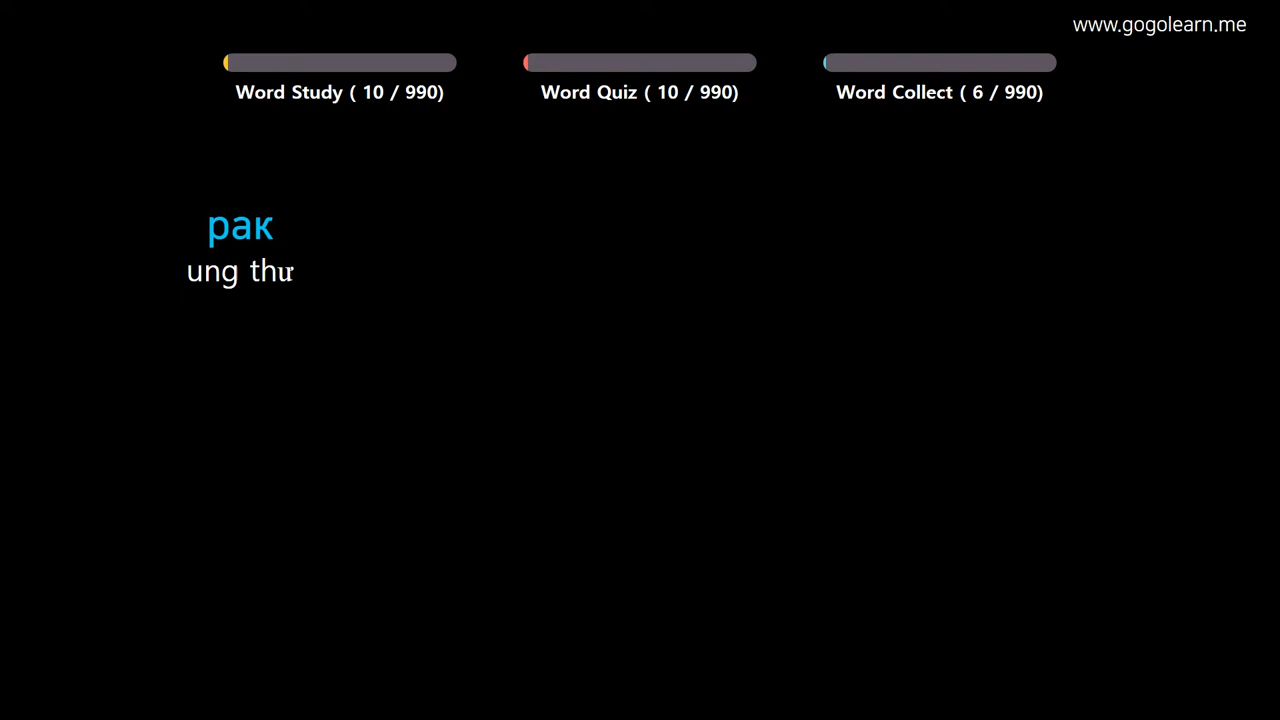 www.gogolearn.me
Word Study ( 10 / 990)
Word Quiz ( 10 / 990)
Word Collect ( 6 / 990)
рак
ung thư